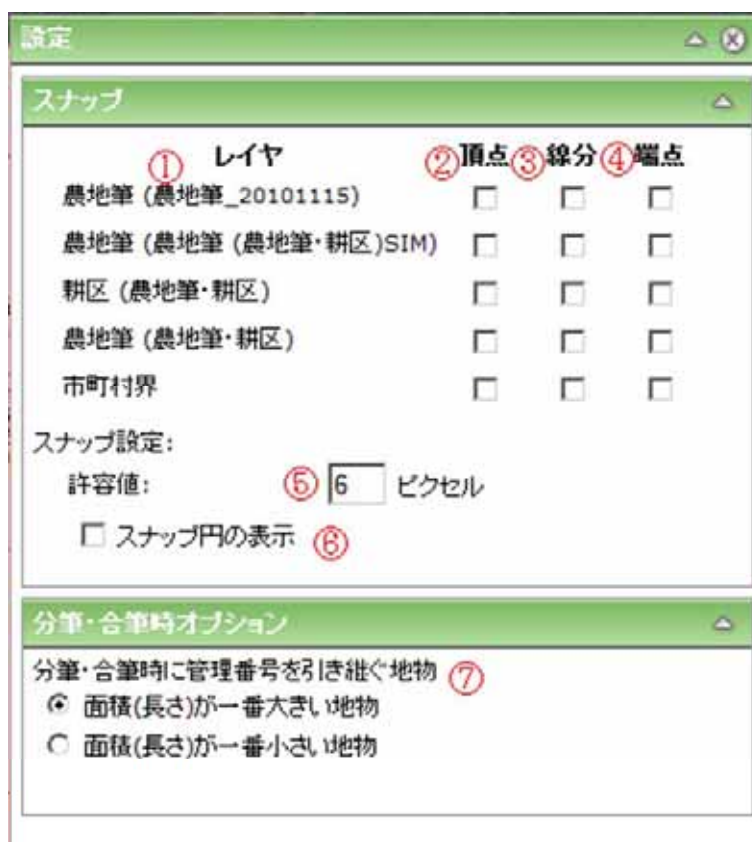 設定
スナップ
① レイヤ ②頂点 ③線分 ④端点
農地筆 (農地筆_20101115)
農地筆 (農地筆 (農地筆・耕区)SIM)
耕区 (農地筆・耕区)
農地筆 (農地筆・耕区)
市町村界
スナップ設定:
許容値: ⑤ 6 ピクセル
スナップ円の表示 ⑥
分筆・合筆時オプション
分筆・合筆時に管理番号を引き継ぐ地物 ⑦
面積(長さ)が一番大きい地物
面積(長さ)が一番小さい地物